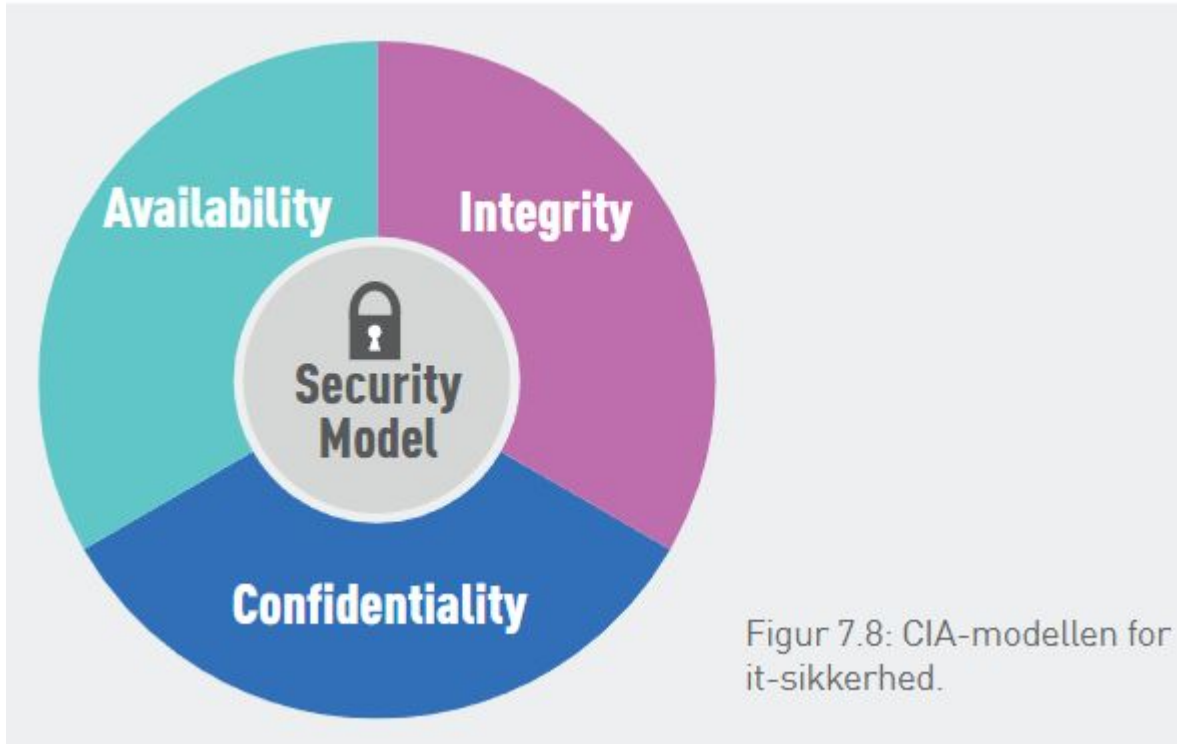 Availability
Integrity
Security
Model
Confidentiality
Figur 7.8: CIA-modellen for
it-sikkerhed.